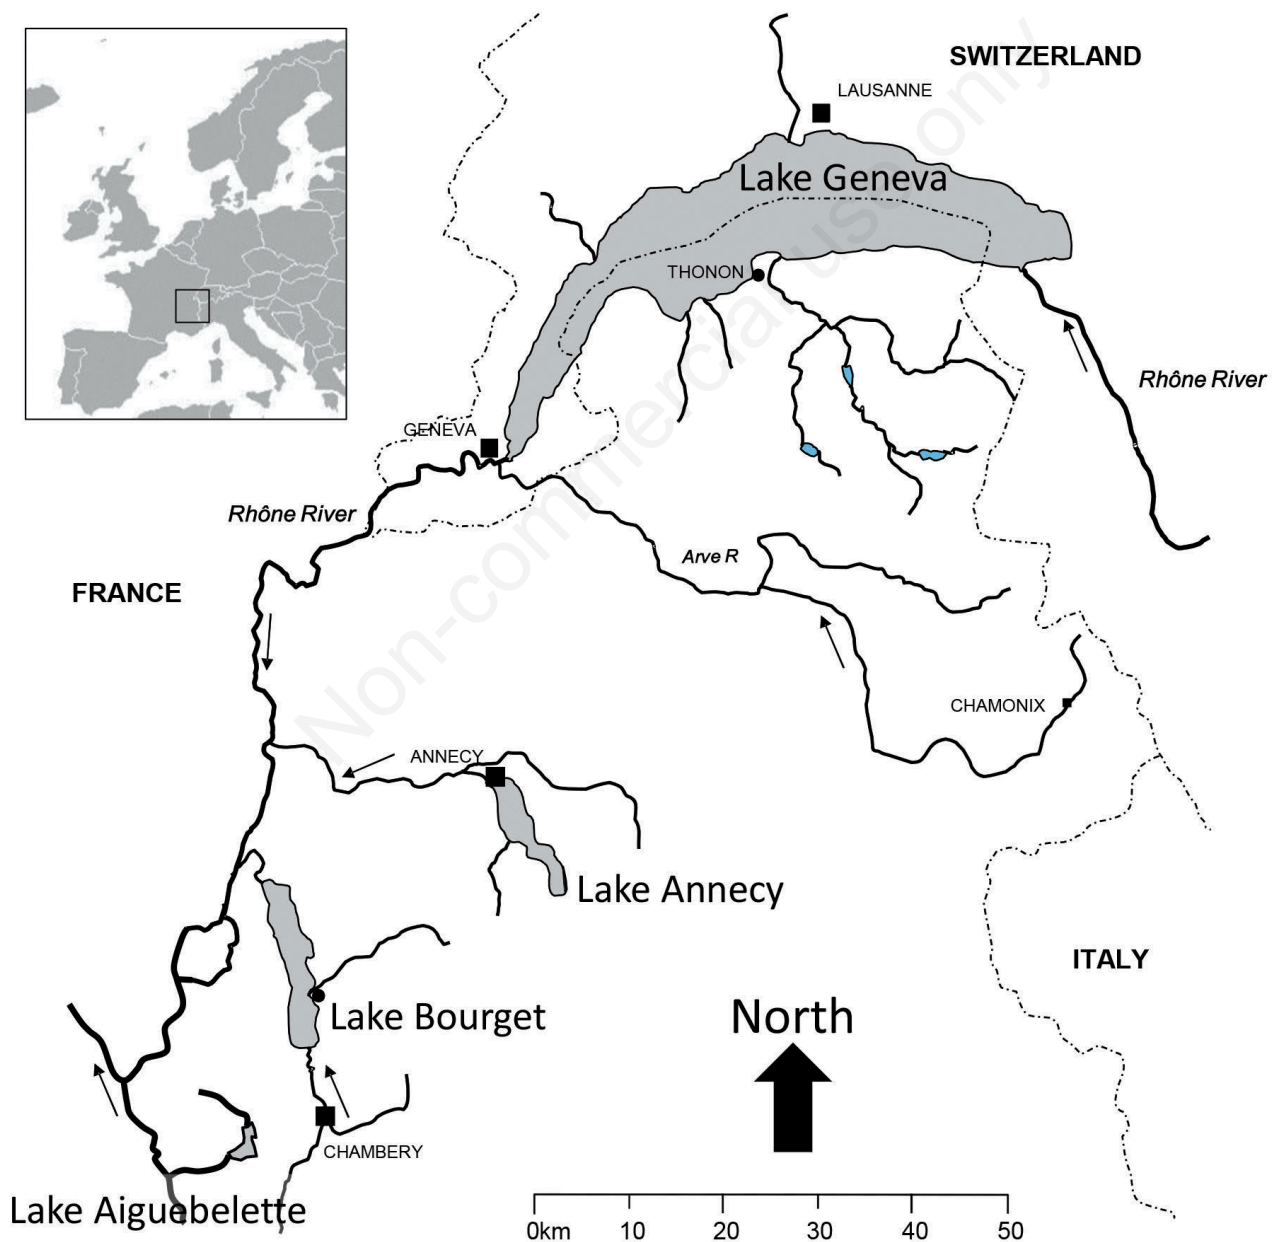 SWITZERLAND
LAUSANNE
Lake Geneva
THONON
Rhône River
GENEVA
Rhône River
Arve R
FRANCE
CHAMONIX
ANNECY
Lake Annecy
ITALY
Lake Bourget
North
CHAMBERY
Lake Aiguebelette
0km 10 20 30 40 50
Non-commercial use only